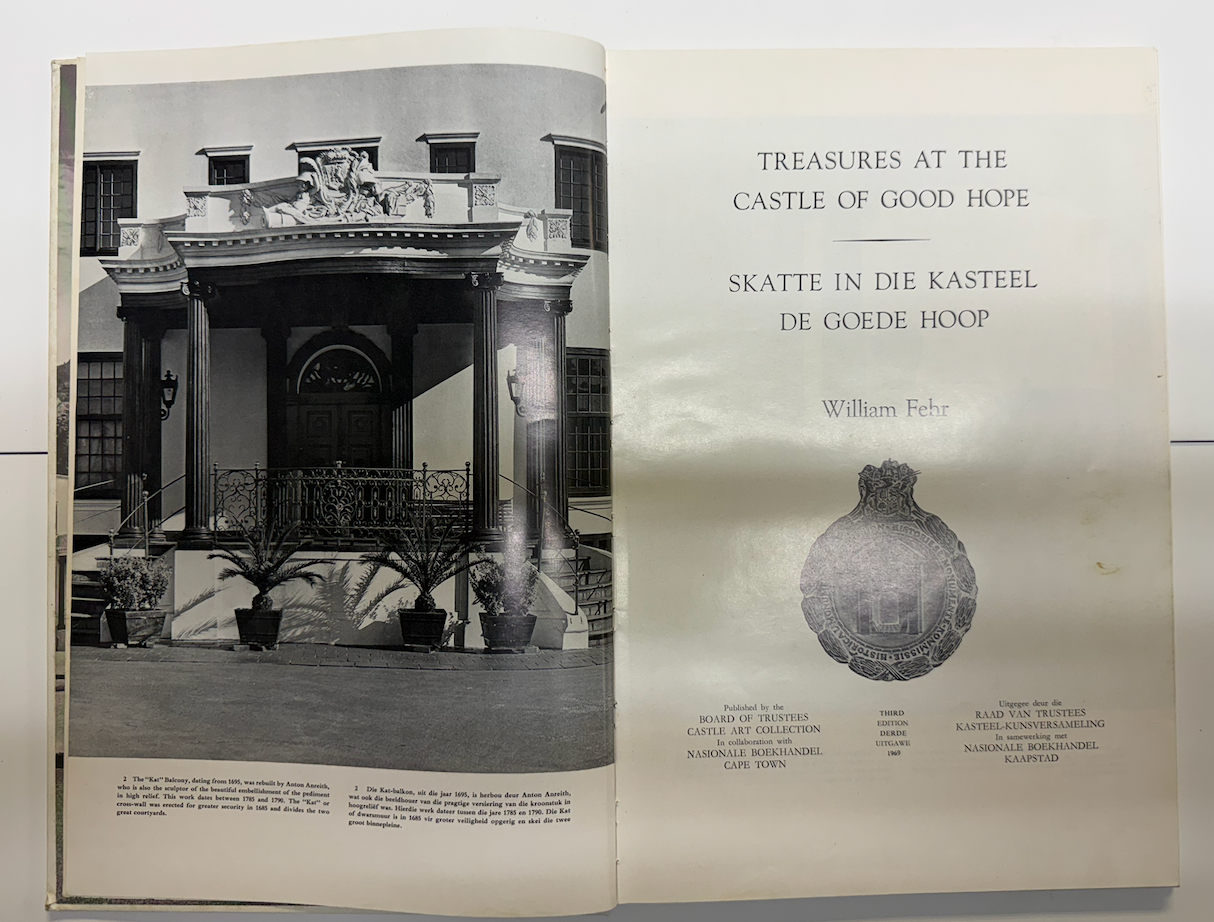 2 The "Kat" Balcony, dating from 1695, was rebuilt by Anton Anreith,
who is also the sculptor of the beautiful embellishment of the pediment
in high relief. This work dates between 1785 and 1790. The "Kat" or
cross-wall was erected for greater security in 1685 and divides the two
great courtyards.
2 Die Kat-balkon, uit die jaar 1695, is herbou deur Anton Anreith,
wat ook die beeldhouer van die pragtige versiering van die kroonstuk in
hoogreliëf was. Hierdie werk dateer tussen die jare 1785 en 1790. Die Kat
of dwarsmuur is in 1685 vir groter veiligheid opgerig en skei die twee
groot binnepleine.
TREASURES AT THE
CASTLE OF GOOD HOPE
SKATTE IN DIE KASTEEL
DE GOEDE HOOP
William Fehr
Published by the
BOARD OF TRUSTEES
CASTLE ART COLLECTION
In collaboration with
NASIONALE BOEKHANDEL
CAPE TOWN
THIRD
EDITION
DERDE
UITGAWE
1969
Uitgegee deur die
RAAD VAN TRUSTEES
KASTEEL-KUNSVERSAMELING
In samewerking met
NASIONALE BOEKHANDEL
KAAPSTAD